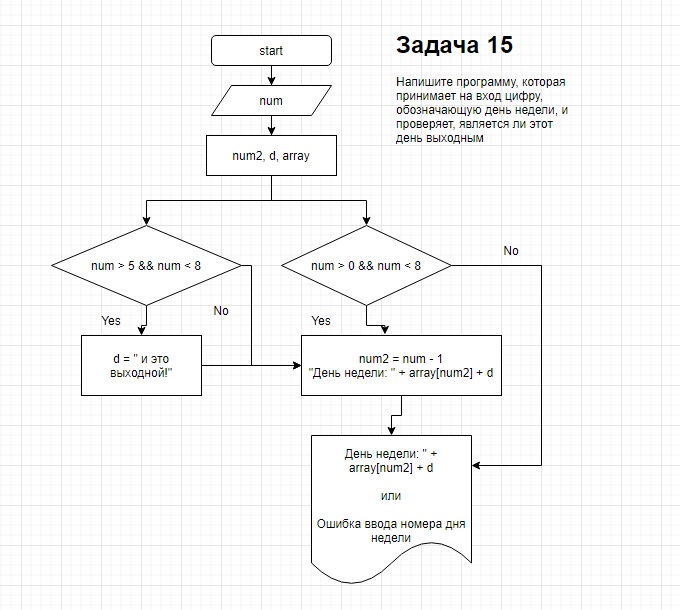 start
Задача 15
num
Напишите программу, которая
принимает на вход цифру,
обозначающую день недели, и
проверяет, является ли этот
день выходным
num2, d, array
num > 5 && num < 8
num > 0 && num < 8
No
No
Yes
Yes
d = " и это
выходной!"
num2 = num - 1
"День недели: " + array[num2] + d
День недели: " +
array[num2] + d
или
Ошибка ввода номера дня
недели